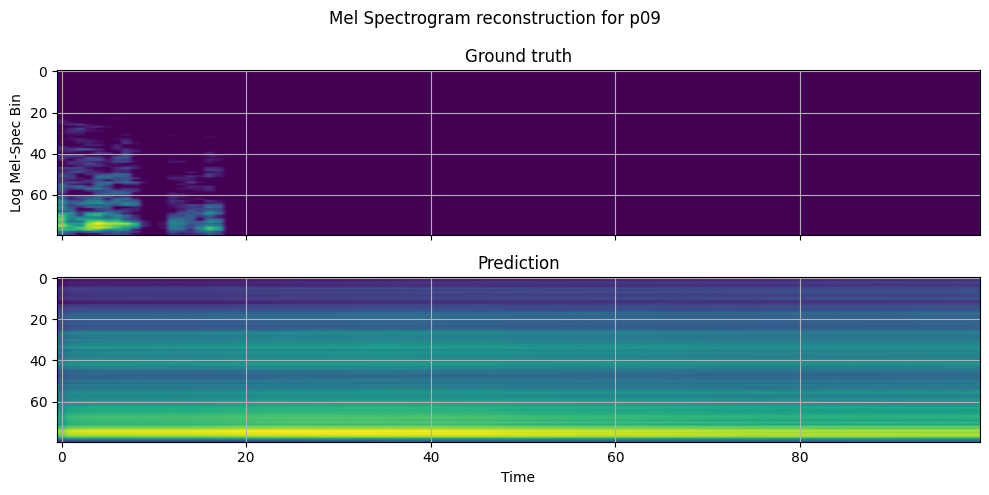 Mel Spectrogram reconstruction for p09
Ground truth
Log Mel-Spec Bin
0
20
40
60
Prediction
0
20
40
60
0 20 40 60 80
Time